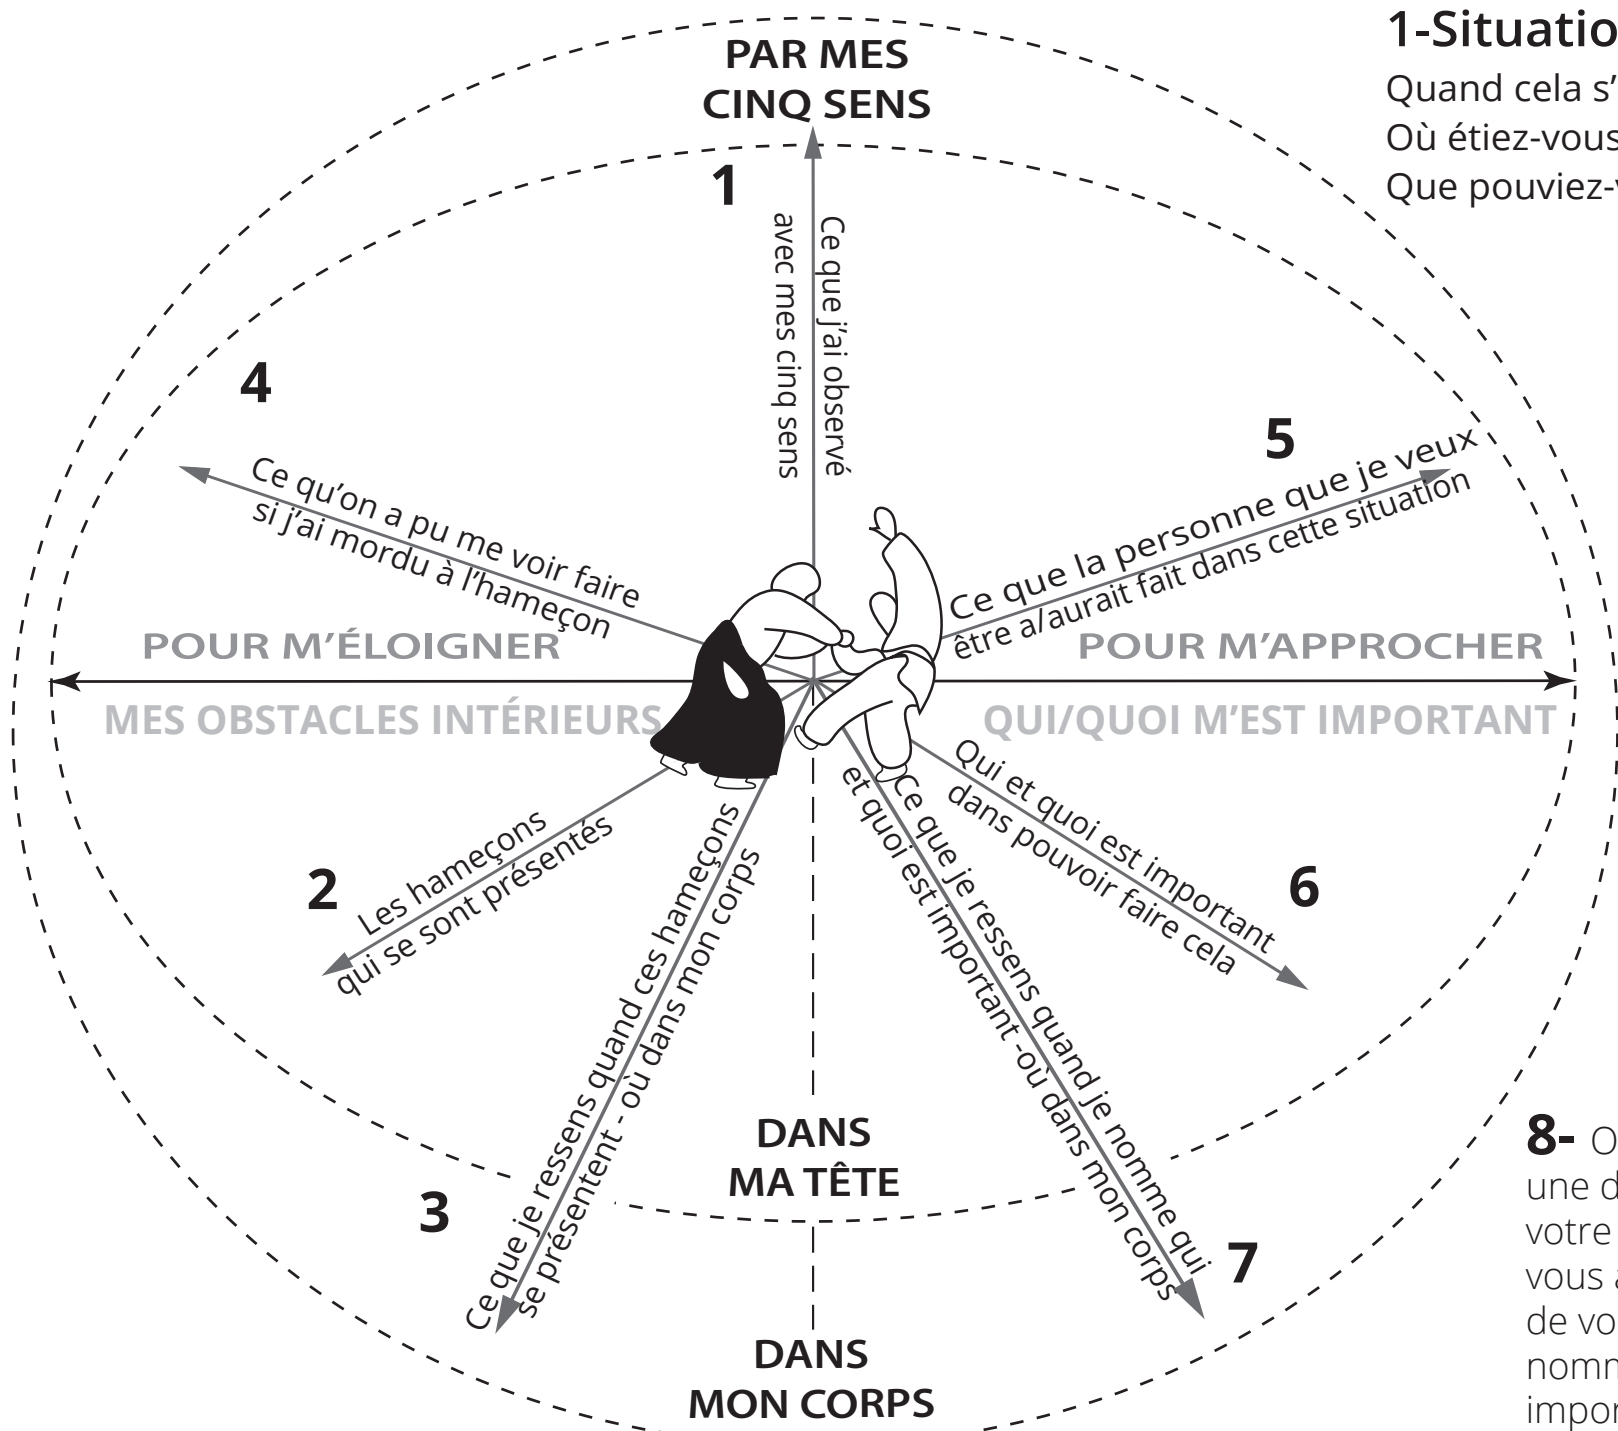 PAR MES
CINQ SENS
1-Situatio
Quand cela s’
Où étiez-vous
Que pouviez-v
1
Ce que j’ai observé
avec mes cinq sens
4
Ce qu’on a pu me voir faire
si j’ai mordu à l’hameçon
5
Ce que la personne que je veux
être a/aurait fait dans cette situation
POUR M’ÉLOIGNER
POUR M’APPROCHER
MES OBSTACLES INTÉRIEURS
QUI/QUOI M’EST IMPORTANT
2
Les hameçons
qui se sont présentés
6
Qui et quoi est important
dans pouvoir faire cela
3
Ce que je ressens quand ces hameçons
se présentent - où dans mon corps
7
Ce que je ressens quand je nomme qui
et quoi est important -où dans mon corps
DANS
MA TÊTE
DANS
MON CORPS
8- O
une d
votre
vous a
de vo
nomm
impor